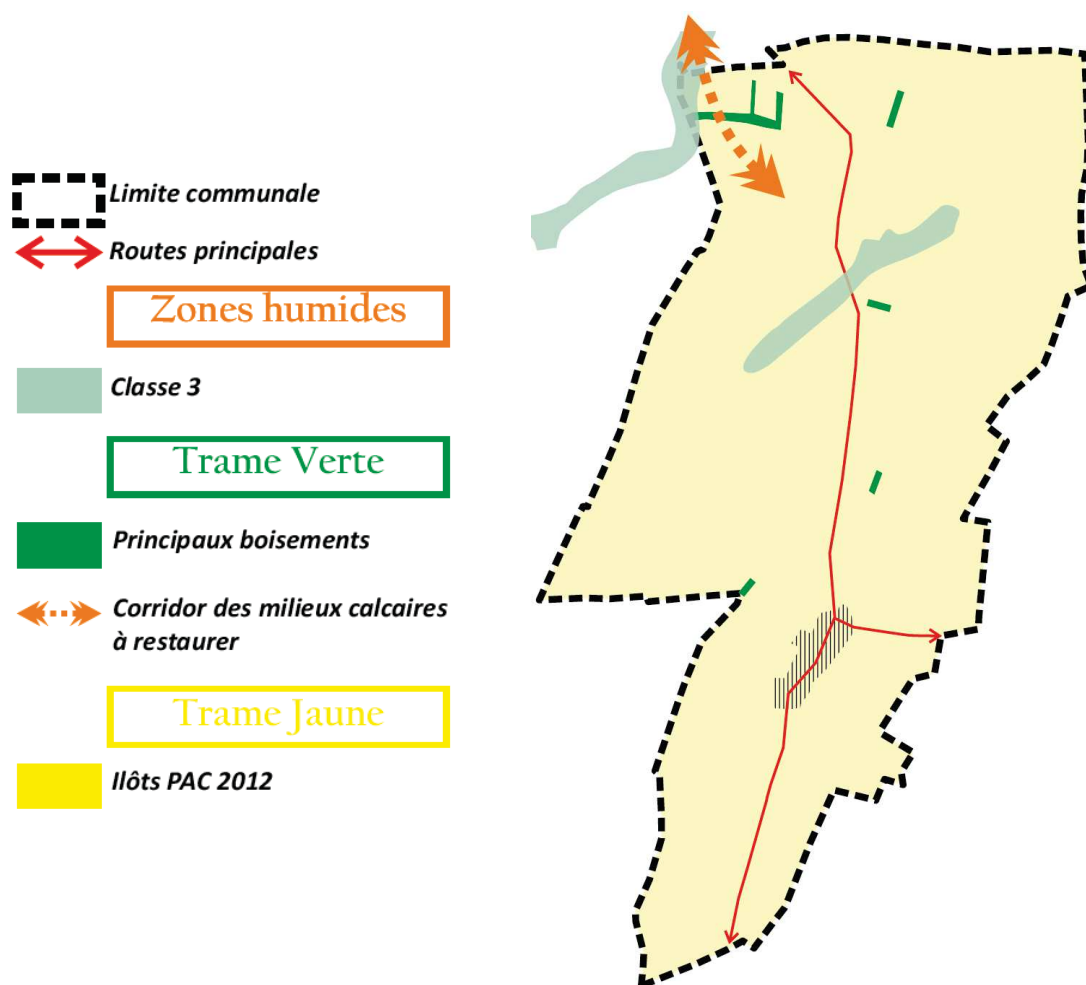 Limite communale
Routes principales
Zones humides
Classe 3
Trame Verte
Principaux boisements
Corridor des milieux calcaires
à restaurer
Trame Jaune
Ilôts PAC 2012